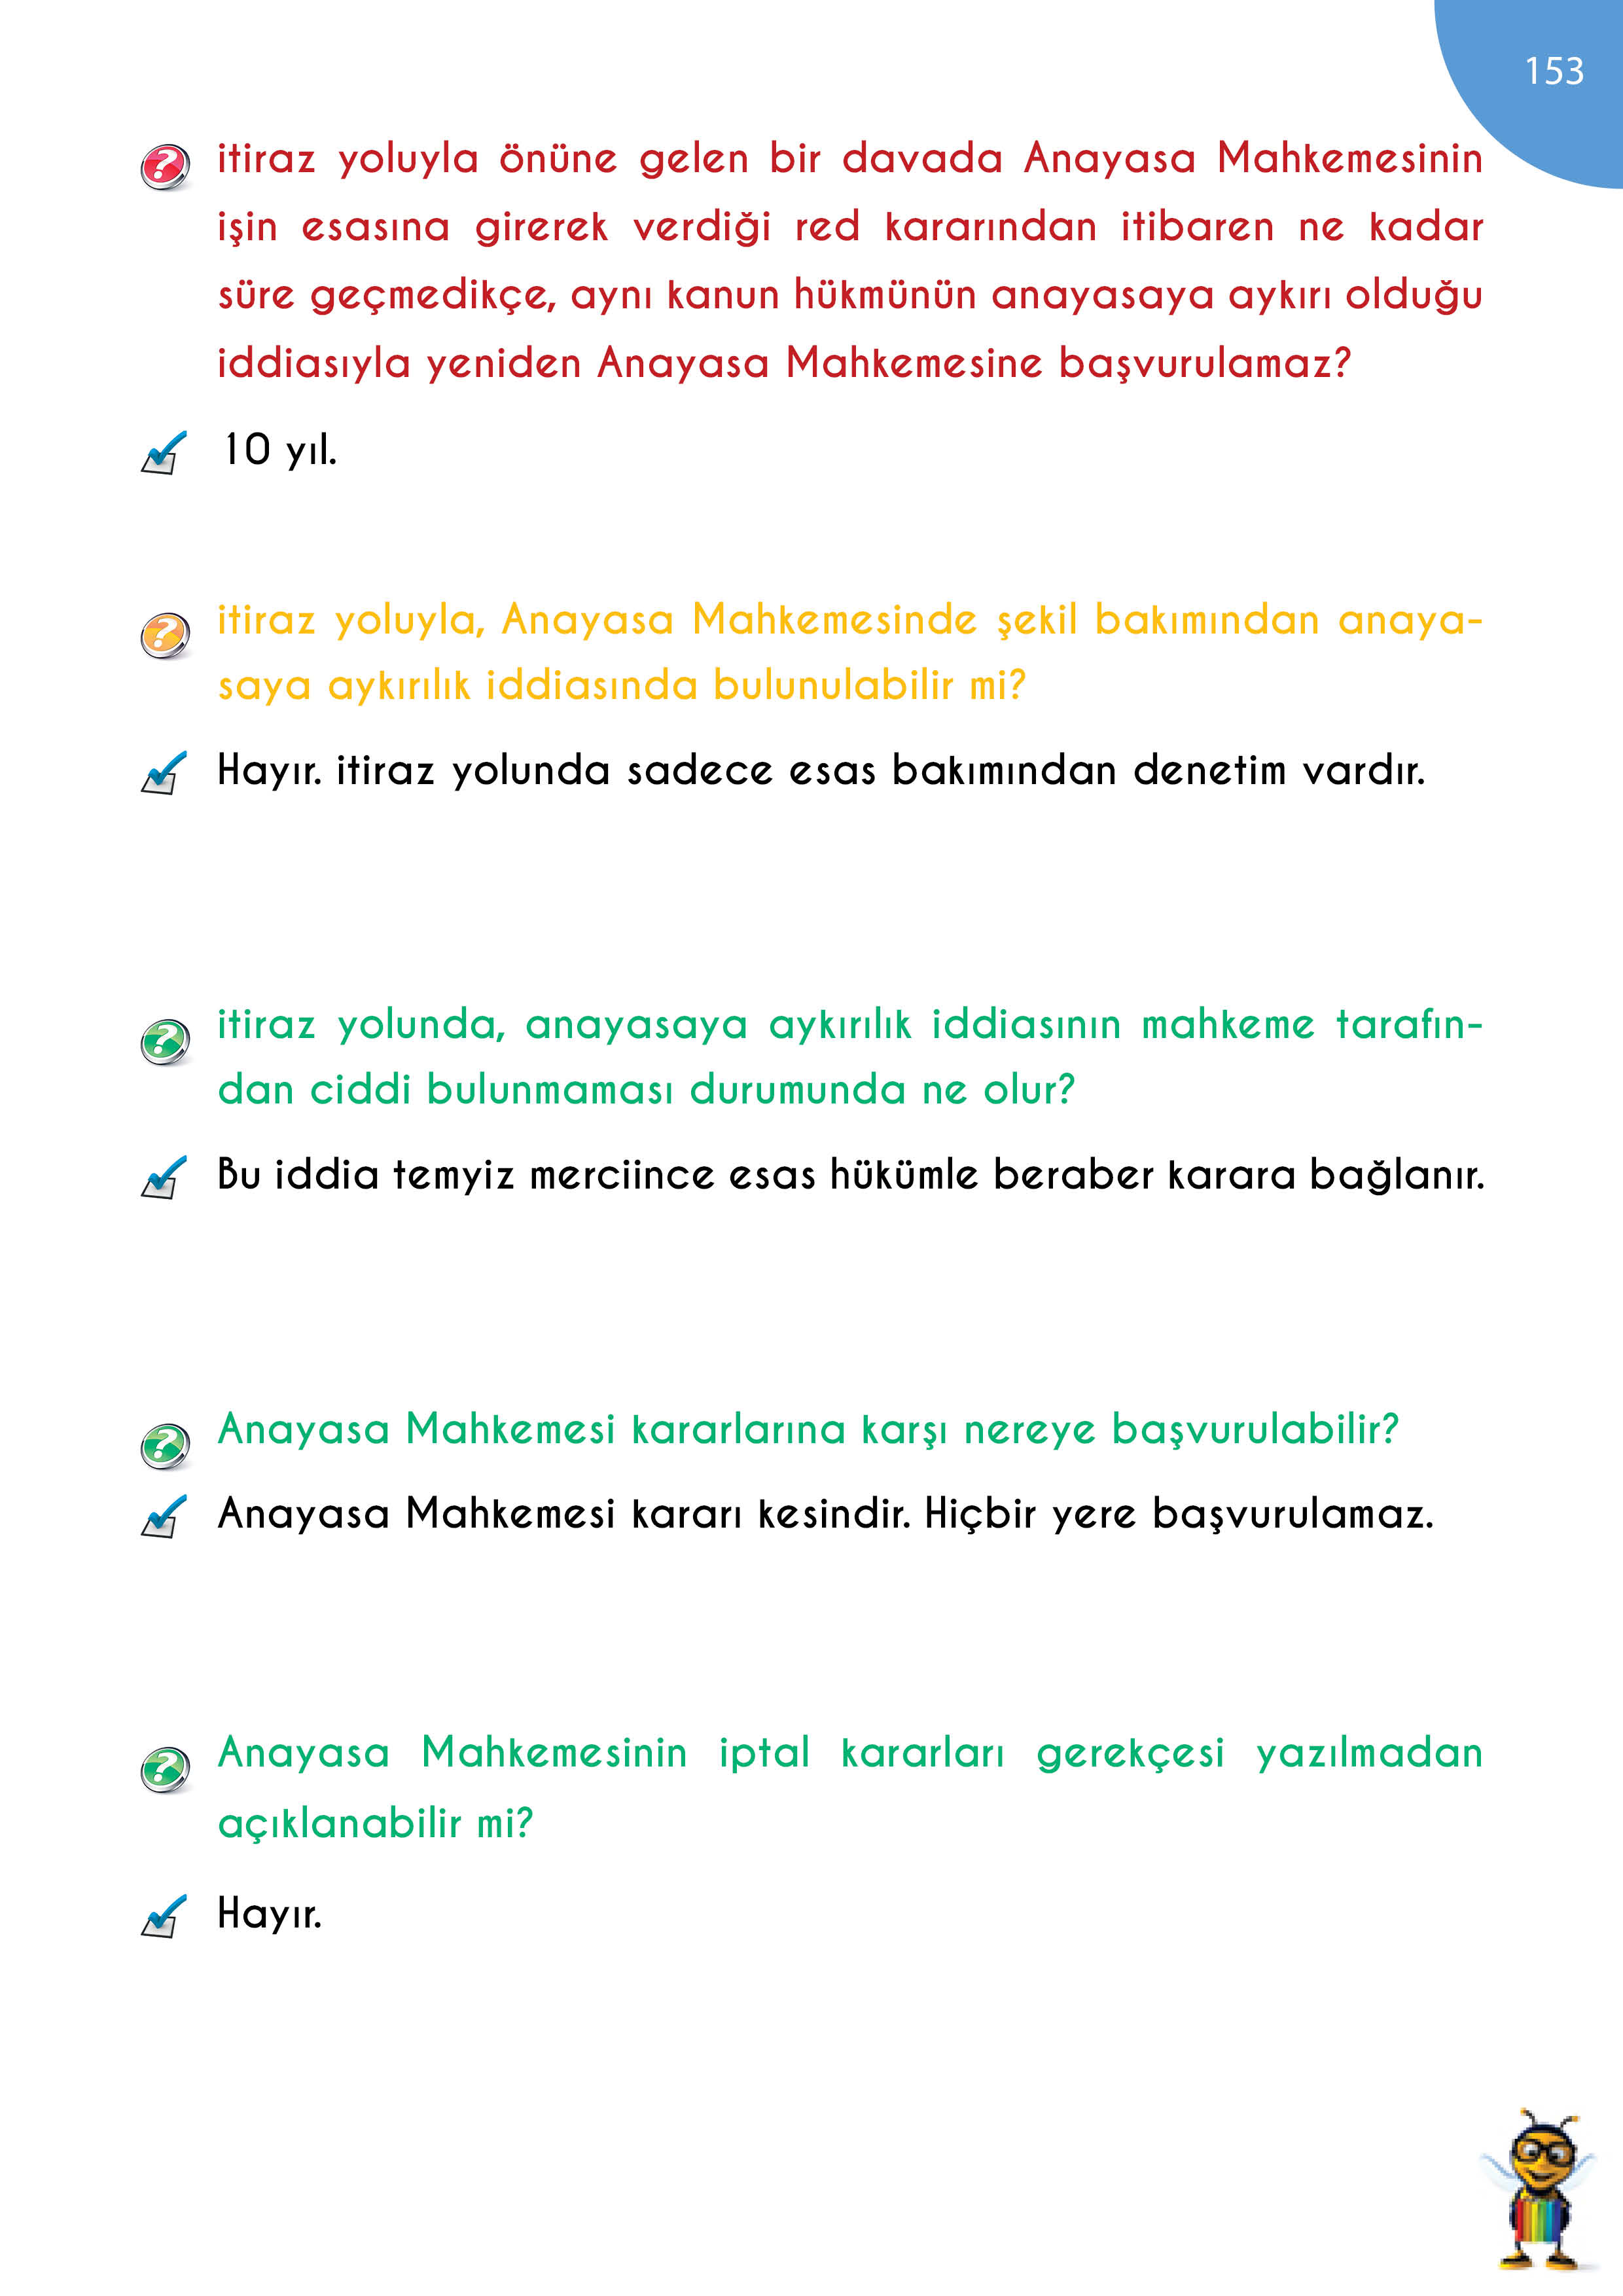 153
itiraz yoluyla önüne gelen bir davada Anayasa Mahkemesinin
işin esasına girerek verdiği red kararından itibaren ne kadar
süre geçmedikçe, aynı kanun hükmünün anayasaya aykırı olduğu
iddiasıyla yeniden Anayasa Mahkemesine başvurulamaz?
10 yıl.
itiraz yoluyla, Anayasa Mahkemesinde şekil bakımından anaya-
saya aykırılık iddiasında bulunulabilir mi?
Hayır. itiraz yolunda sadece esas bakımından denetim vardır.
itiraz yolunda, anayasaya aykırılık iddiasının mahkeme tarafın-
dan ciddi bulunmaması durumunda ne olur?
Bu iddia temyiz merciince esas hükümle beraber karara bağlanır.
Anayasa Mahkemesi kararlarına karşı nereye başvurulabilir?
Anayasa Mahkemesi kararı kesindir. Hiçbir yere başvurulamaz.
Anayasa Mahkemesinin iptal kararları gerekçesi yazılmadan
açıklanabilir mi?
Hayır.